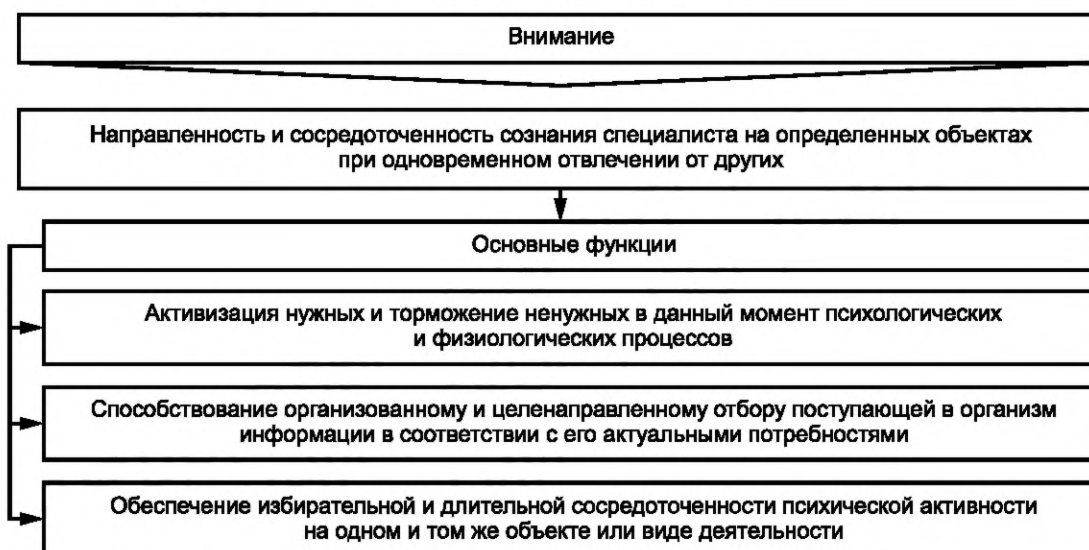 Внимание
Направленность и сосредоточенность сознания специалиста на определенных объектах
при одновременном отвлечении от других
Основные функции
Активизация нужных и торможение ненужных в данный момент психологических
и физиологических процессов
Способствование организованному и целенаправленному отбору поступающей в организм
информации в соответствии с его актуальными потребностями
Обеспечение избирательной и длительной сосредоточенности психической активности
на одном и том же объекте или виде деятельности